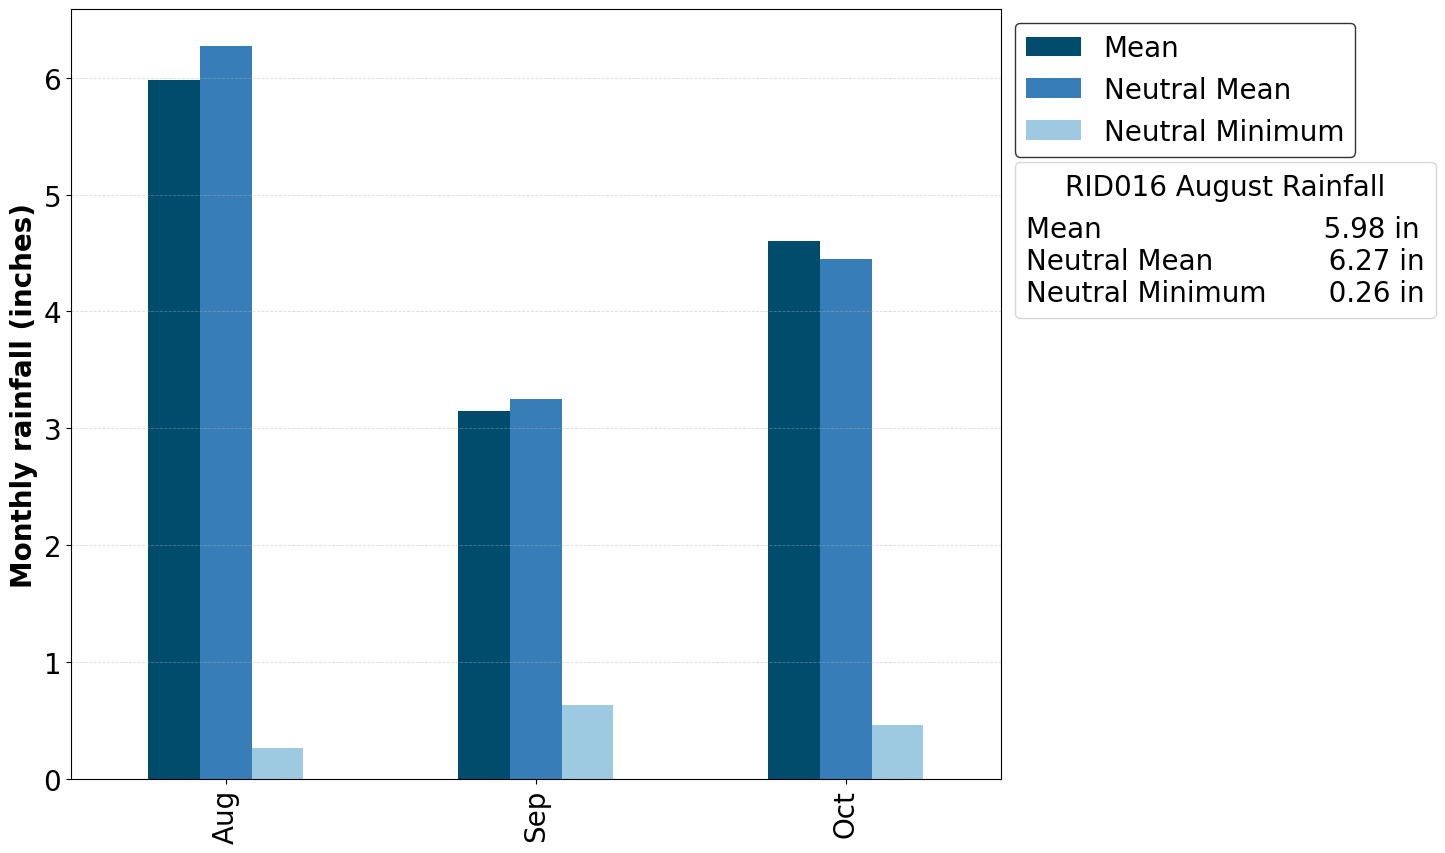 Monthly rainfall (inches)
6
5
4
3
2
1
0
Aug
Sep
Oct
Mean
Neutral Mean
Neutral Minimum
RID016 August Rainfall
Mean 5.98 in
Neutral Mean 6.27 in
Neutral Minimum 0.26 in